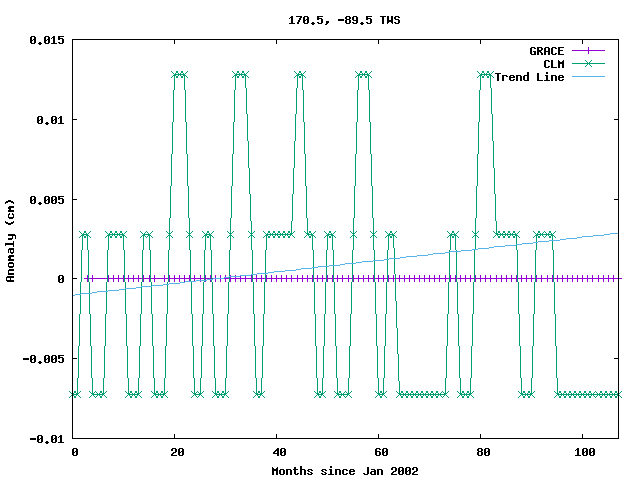 170.5, -89.5 TWS
GRACE
CLM
Trend Line
0.015
0.01
0.005
0
-0.005
-0.01
Anomaly (cm)
0 20 40 60 80 100
Months since Jan 2002